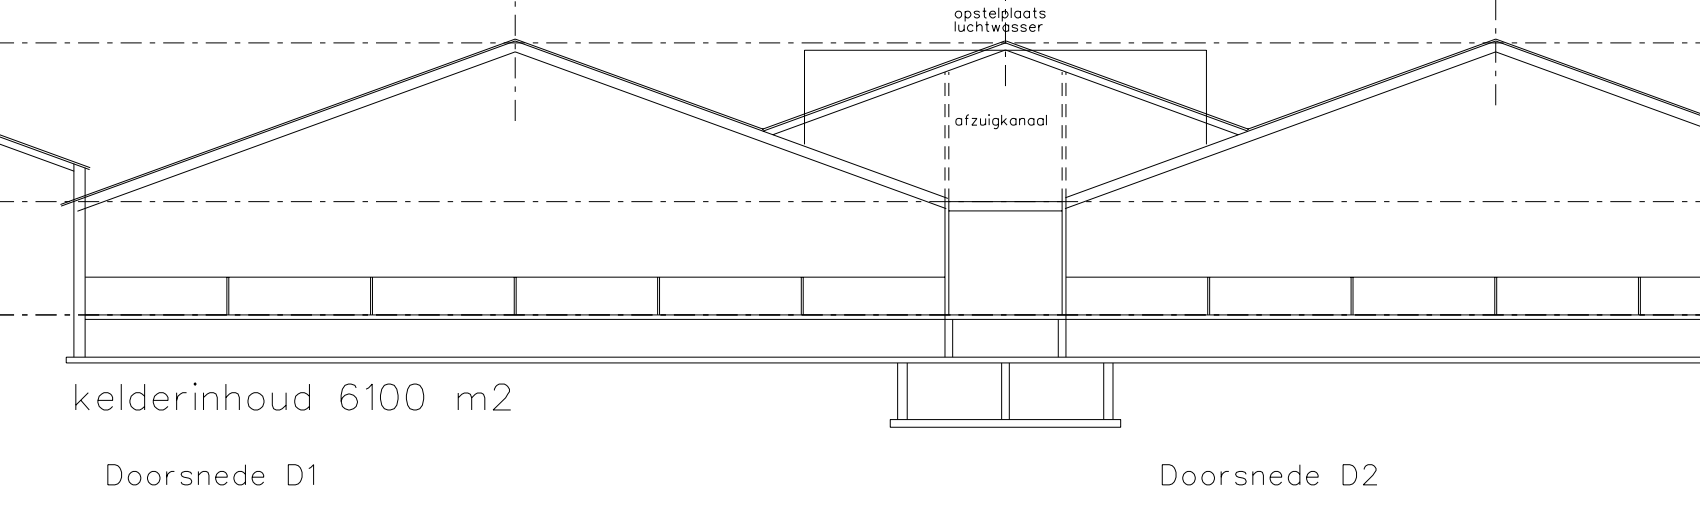 opstelplaats
luchtwasser
afzuigkanaal
kelderinhoud 6100 m2
Doorsnede D1
Doorsnede D2